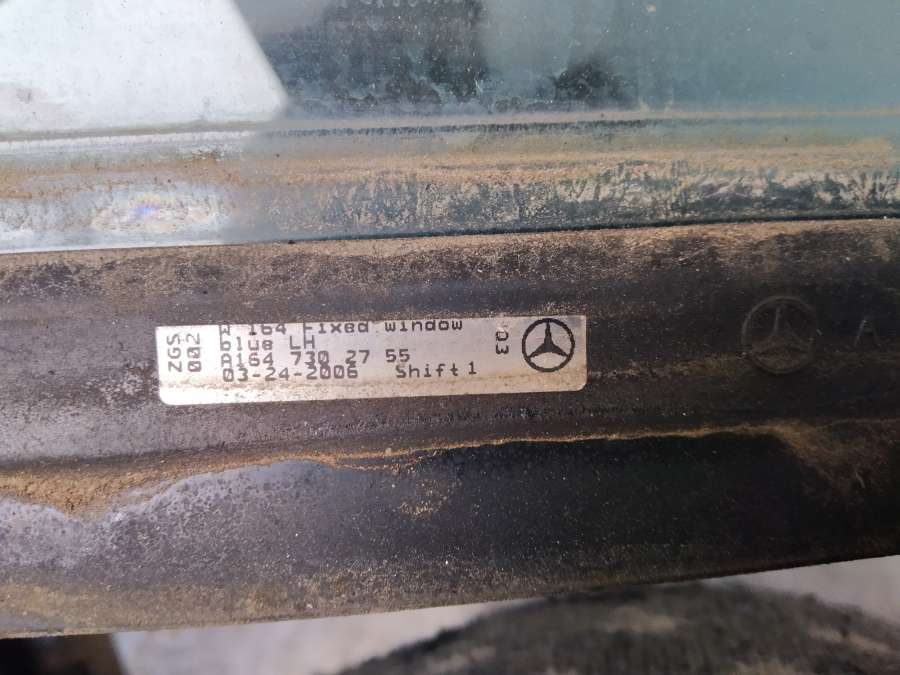 ZGS
002
W 164 Fixed window
blue LH
A164 730 27 55
03-24-2006 Shift 1
03
A